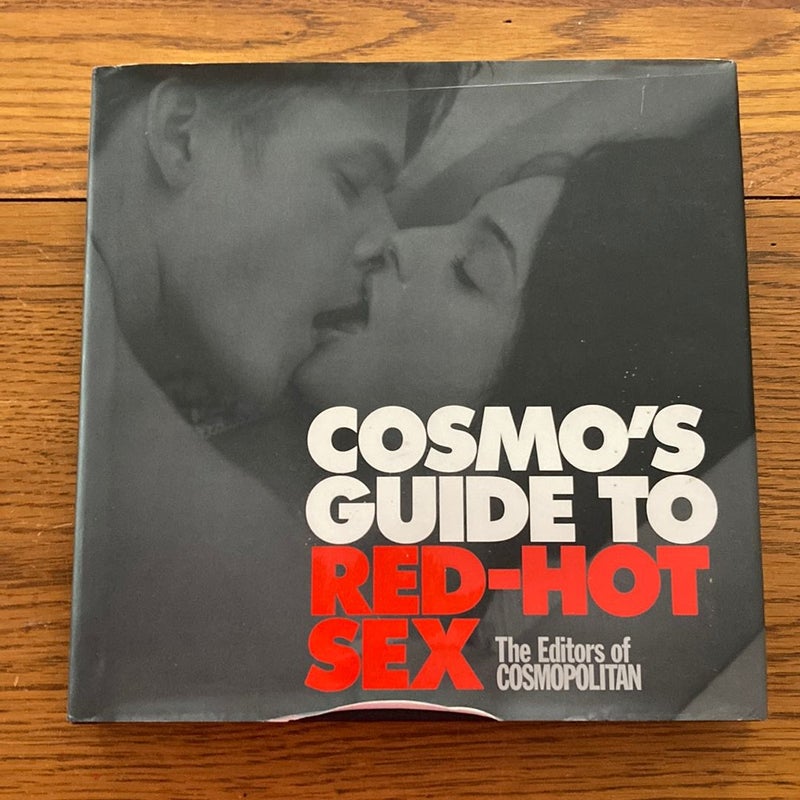 COSMO'S
GUIDE TO
RED-HOT
SEX
The Editors of
COSMOPOLITAN